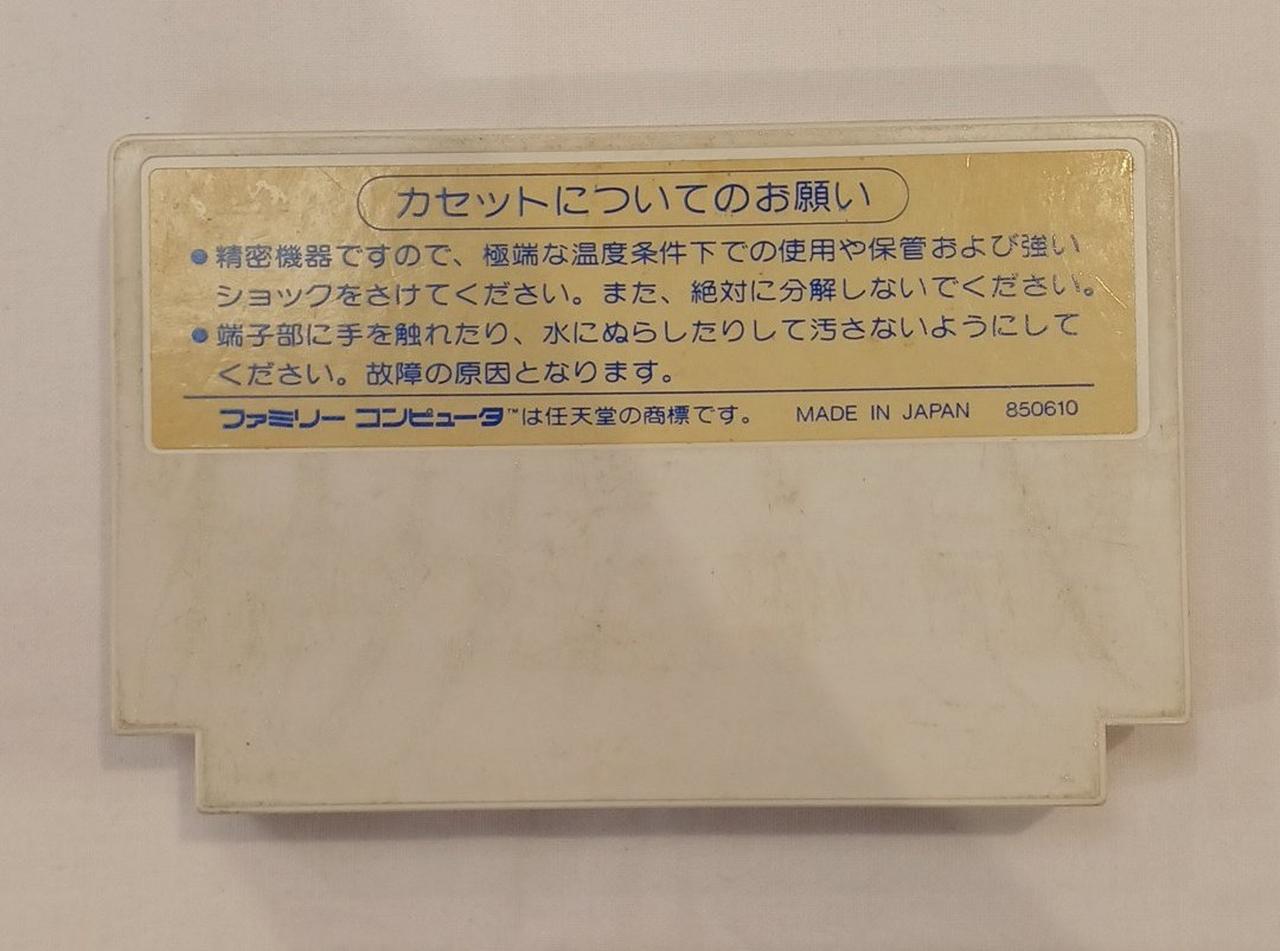 カセットについてのお願い
●精密機器ですので、極端な温度条件下での使用や保管および強い
ショックをさけてください。また、絶対に分解しないでください。
●端子部に手を触れたり、水にぬらしたりして汚さないようにして
ください。故障の原因となります。
ファミリー コンピュータ™は任天堂の商標です。 MADE IN JAPAN 850610